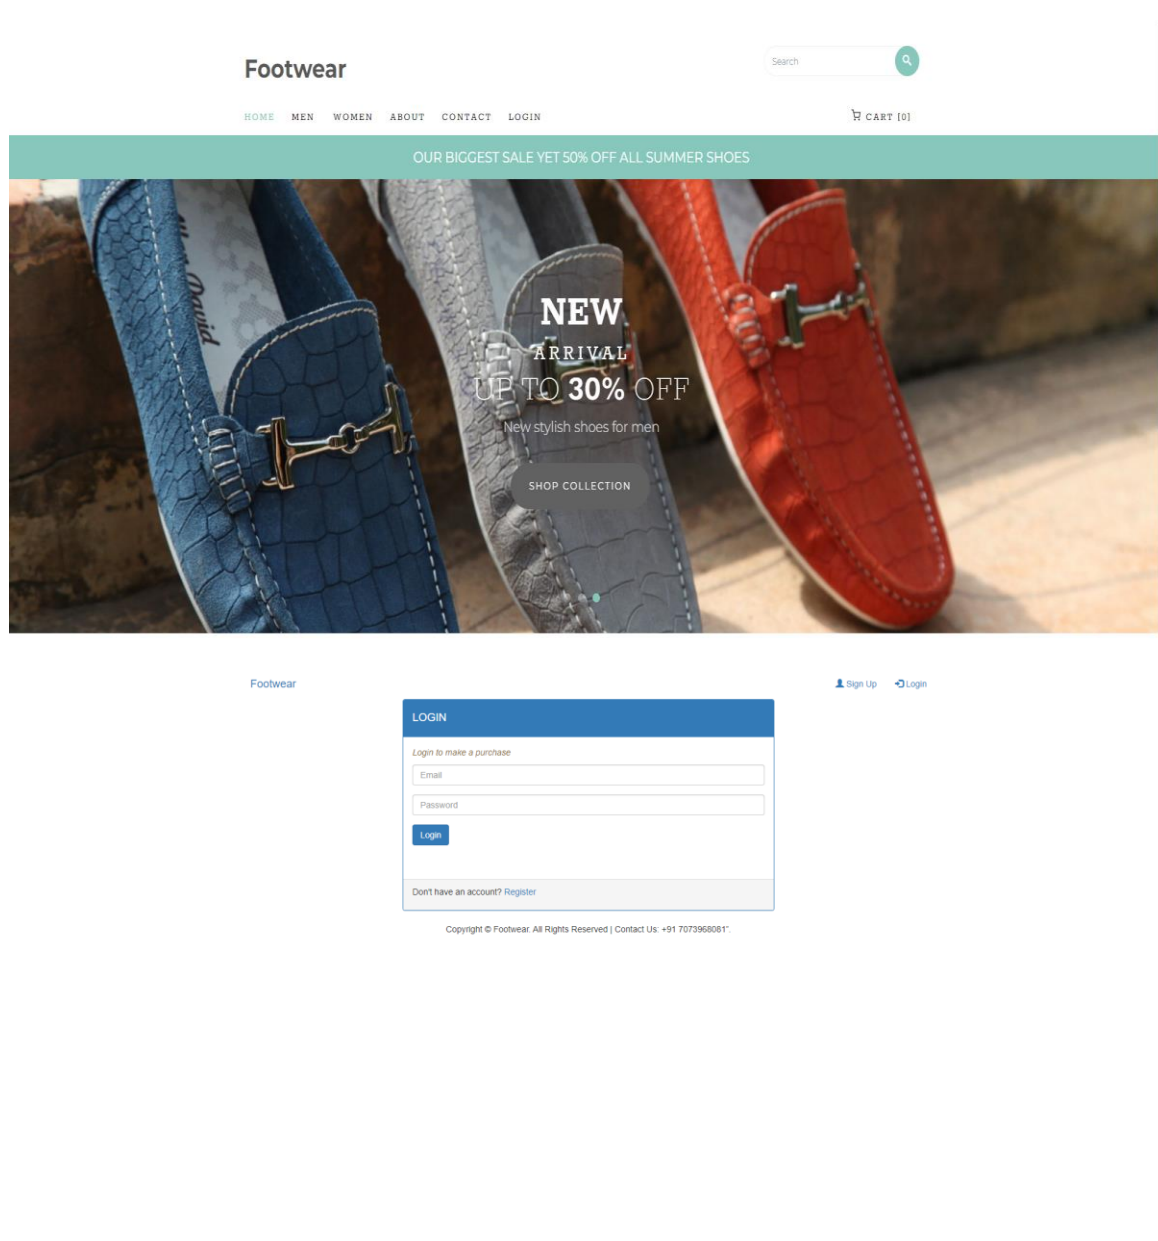 Footwear
Search
HOME MEN WOMEN ABOUT CONTACT LOGIN
CART [0]
OUR BIGGEST SALE YET 50% OFF ALL SUMMER SHOES
NEW
ARRIVAL
UP TO 30% OFF
New stylish shoes for men
SHOP COLLECTION
Footwear
Sign Up Login
LOGIN
Login to make a purchase
Email
Password
Login
Don't have an account? Register
Copyright © Footwear. All Rights Reserved | Contact Us: +91 7073968081".